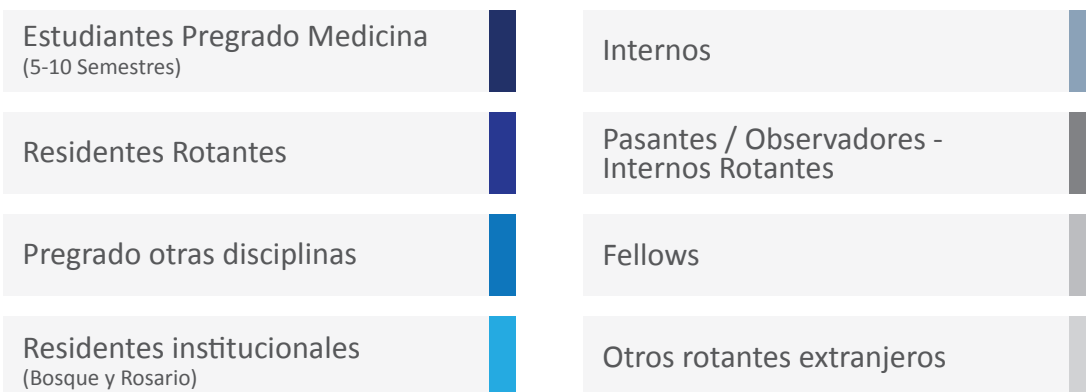 Estudiantes Pregrado Medicina
(5-10 Semestres)
Residentes Rotantes
Pregrado otras disciplinas
Residentes institucionales
(Bosque y Rosario)
Internos
Pasantes / Observadores -
Internos Rotantes
Fellows
Otros rotantes extranjeros